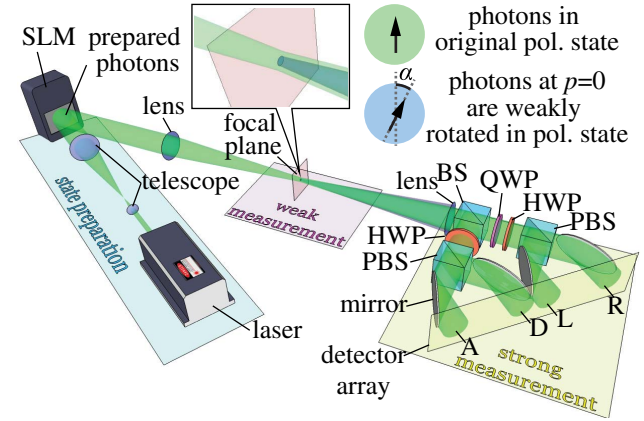 SLM
prepared
photons
lens
focal
plane
telescope
state preparation
laser
weak
measurement
photons in
original pol. state
α
photons at p=0
are weakly
rotated in pol. state
lens
BS
QWP
HWP
PBS
HWP
PBS
mirror
detector
array
A
D
L
R
strong
measurement